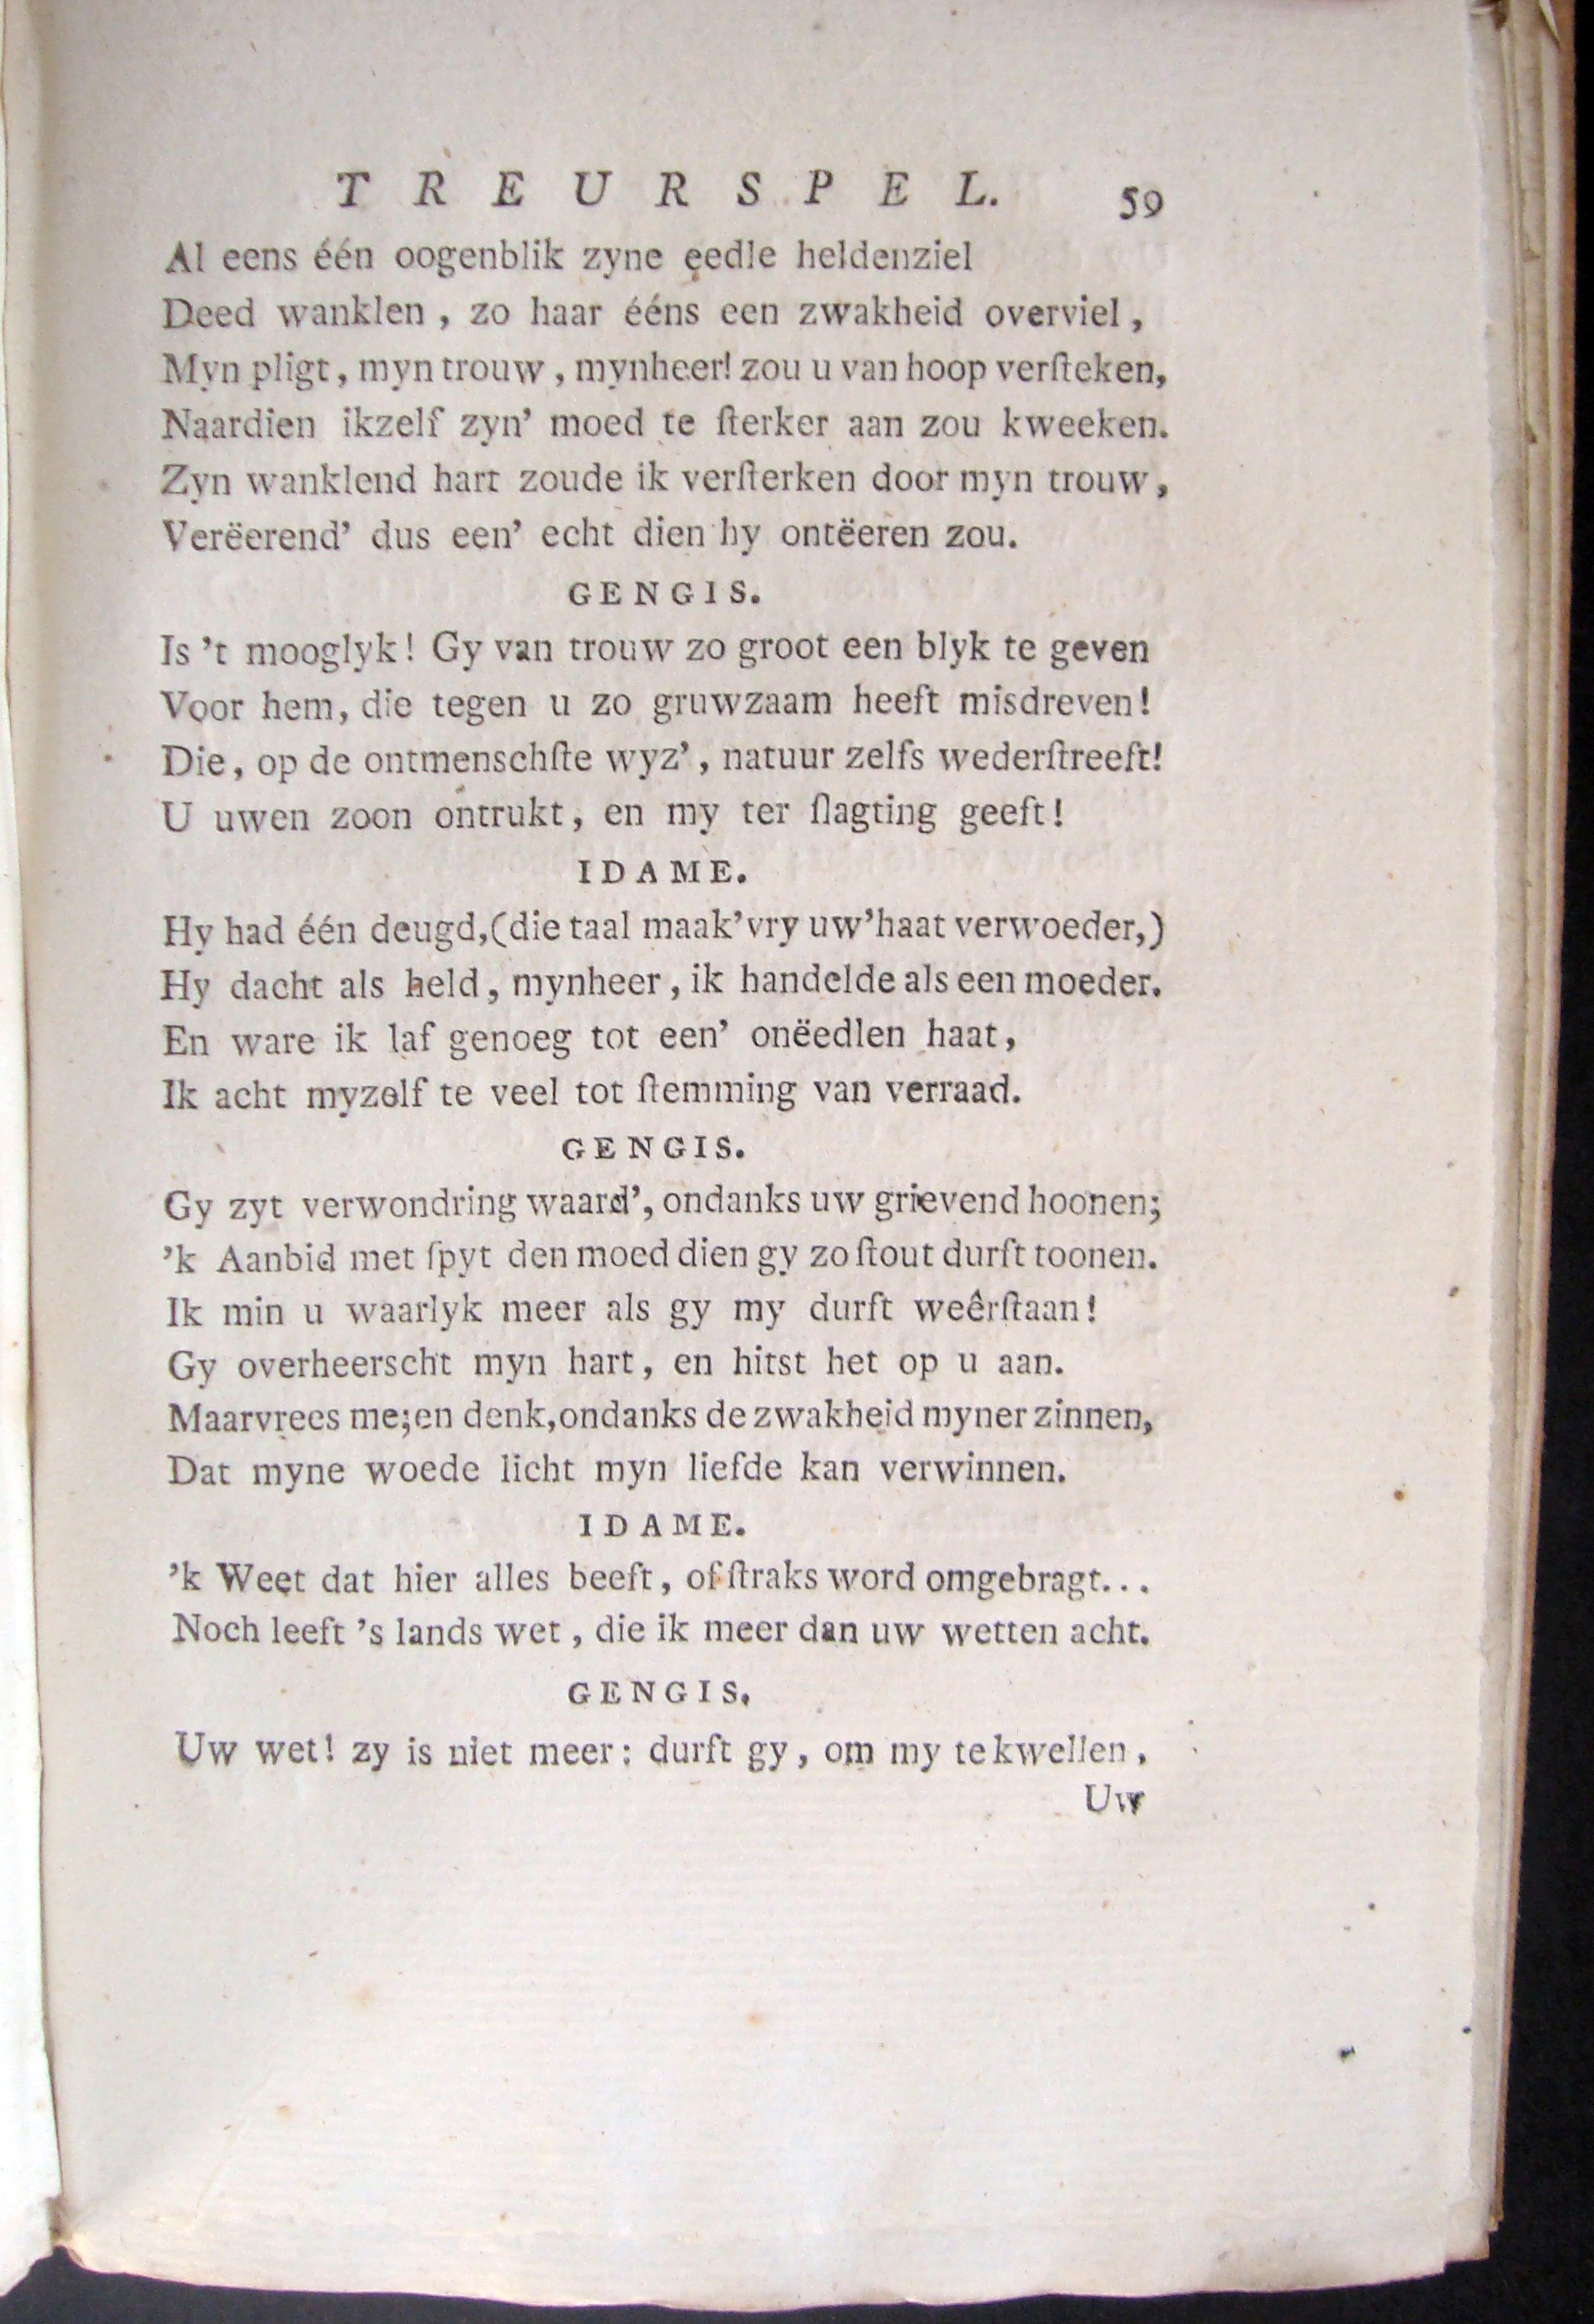 TREURSPEL. 59
Al eens één oogenblik zyne eedle heldenziel
Deed wanklen, zo haar ééns een zwakheid overviel,
Myn pligt, myn trouw, mynheer! zou u van hoop verſteken,
Naardien ikzelf zyn' moed te ſterker aan zou kweeken.
Zyn wanklend hart zoude ik verſterken door myn trouw,
Verëerend' dus een' echt dien hy ontëeren zou.
GENGIS.
Is 't mooglyk! Gy van trouw zo groot een blyk te geven
Voor hem, die tegen u zo gruwzaam heeft misdreven!
Die, op de ontmenschſte wyz', natuur zelfs wederſtreeft!
U uwen zoon ontrukt, en my ter ſlagting geeft!
IDAME.
Hy had één deugd, (die taal maak' vry uw' haat verwoeder,)
Hy dacht als held, mynheer, ik handelde als een moeder.
En ware ik laf genoeg tot een' onëedlen haat,
Ik acht myzelf te veel tot ſtemming van verraad.
GENGIS.
Gy zyt verwondring waard', ondanks uw grievend hoonen;
'k Aanbid met ſpyt den moed dien gy zo ſtout durft toonen.
Ik min u waarlyk meer als gy my durft weêrſtaan!
Gy overheerscht myn hart, en hitst het op u aan.
Maar vrees me; en denk, ondanks de zwakheid myner zinnen,
Dat myne woede licht myn liefde kan verwinnen.
IDAME.
'k Weet dat hier alles beeft, of ſtraks word omgebragt...
Noch leeft 's lands wet, die ik meer dan uw wetten acht.
GENGIS.
Uw wet! zy is niet meer: durft gy, om my te kwellen,
Uw